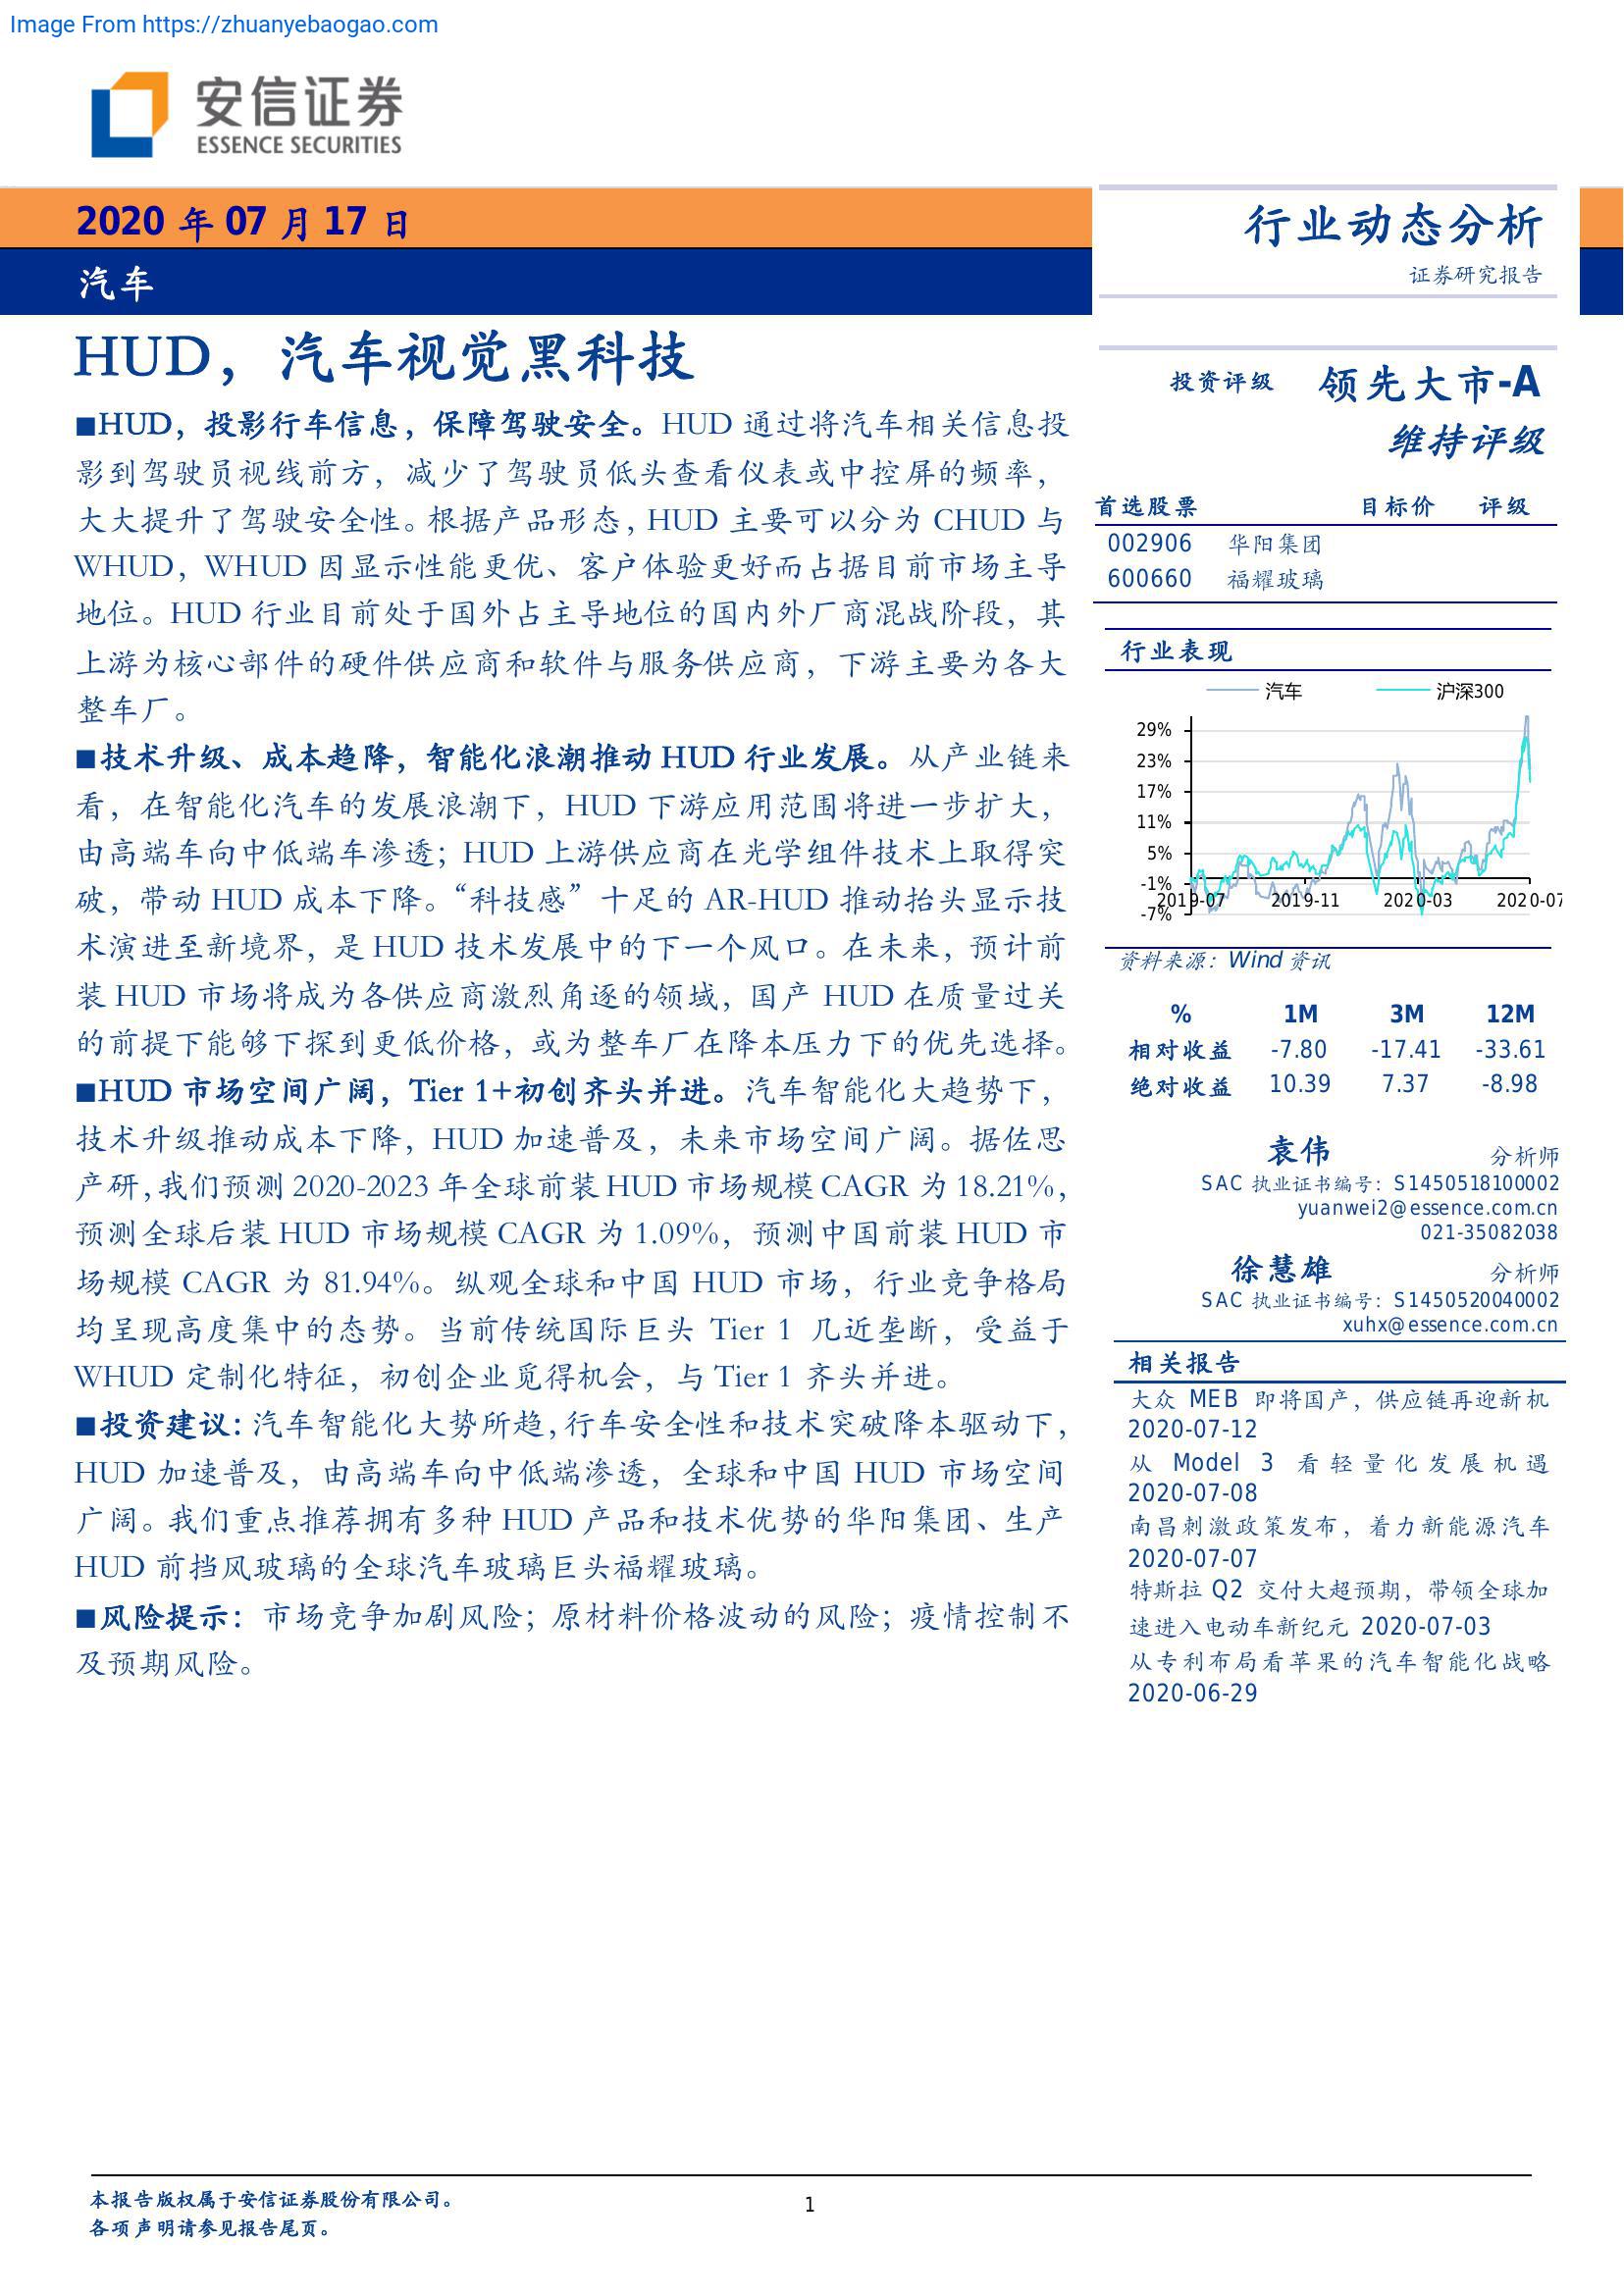 Image From https://zhuanyebaogao.com
安信证券
ESSENCE SECURITIES
2020 年 07 月 17 日
汽车
行业动态分析
证券研究报告
HUD，汽车视觉黑科技
■HUD，投影行车信息，保障驾驶安全。HUD 通过将汽车相关信息投
影到驾驶员视线前方，减少了驾驶员低头查看仪表或中控屏的频率，
大大提升了驾驶安全性。根据产品形态，HUD 主要可以分为 CHUD 与
WHUD，WHUD 因显示性能更优、客户体验更好而占据目前市场主导
地位。HUD 行业目前处于国外占主导地位的国内外厂商混战阶段，其
上游为核心部件的硬件供应商和软件与服务供应商，下游主要为各大
整车厂。
■技术升级、成本趋降，智能化浪潮推动 HUD 行业发展。从产业链来
看，在智能化汽车的发展浪潮下，HUD 下游应用范围将进一步扩大，
由高端车向中低端车渗透；HUD 上游供应商在光学组件技术上取得突
破，带动 HUD 成本下降。“科技感”十足的 AR-HUD 推动抬头显示技
术演进至新境界，是 HUD 技术发展中的下一个风口。在未来，预计前
装 HUD 市场将成为各供应商激烈角逐的领域，国产 HUD 在质量过关
的前提下能够下探到更低价格，或为整车厂在降本压力下的优先选择。
■HUD 市场空间广阔，Tier 1+初创齐头并进。汽车智能化大趋势下，
技术升级推动成本下降，HUD 加速普及，未来市场空间广阔。据佐思
产研，我们预测 2020-2023 年全球前装 HUD 市场规模 CAGR 为 18.21%，
预测全球后装 HUD 市场规模 CAGR 为 1.09%，预测中国前装 HUD 市
场规模 CAGR 为 81.94%。纵观全球和中国 HUD 市场，行业竞争格局
均呈现高度集中的态势。当前传统国际巨头 Tier 1 几近垄断，受益于
WHUD 定制化特征，初创企业觅得机会，与 Tier 1 齐头并进。
■投资建议：汽车智能化大势所趋，行车安全性和技术突破降本驱动下，
HUD 加速普及，由高端车向中低端渗透，全球和中国 HUD 市场空间
广阔。我们重点推荐拥有多种 HUD 产品和技术优势的华阳集团、生产
HUD 前挡风玻璃的全球汽车玻璃巨头福耀玻璃。
■风险提示：市场竞争加剧风险；原材料价格波动的风险；疫情控制不
及预期风险。
投资评级 领先大市-A
维持评级
首选股票 目标价 评级
002906 华阳集团
600660 福耀玻璃
行业表现
汽车 沪深300
29%
23%
17%
11%
5%
-1%
-7%
2019-07 2019-11 2020-03 2020-07
资料来源：Wind 资讯
% 1M 3M 12M
相对收益 -7.80 -17.41 -33.61
绝对收益 10.39 7.37 -8.98
袁伟 分析师
SAC 执业证书编号：S1450518100002
yuanwei2@essence.com.cn
021-35082038
徐慧雄 分析师
SAC 执业证书编号：S1450520040002
xuhx@essence.com.cn
相关报告
大众 MEB 即将国产，供应链再迎新机
2020-07-12
从 Model 3 看轻量化发展机遇
2020-07-08
南昌刺激政策发布，着力新能源汽车
2020-07-07
特斯拉 Q2 交付大超预期，带领全球加
速进入电动车新纪元 2020-07-03
从专利布局看苹果的汽车智能化战略
2020-06-29
本报告版权属于安信证券股份有限公司。
各项声明请参见报告尾页。
1